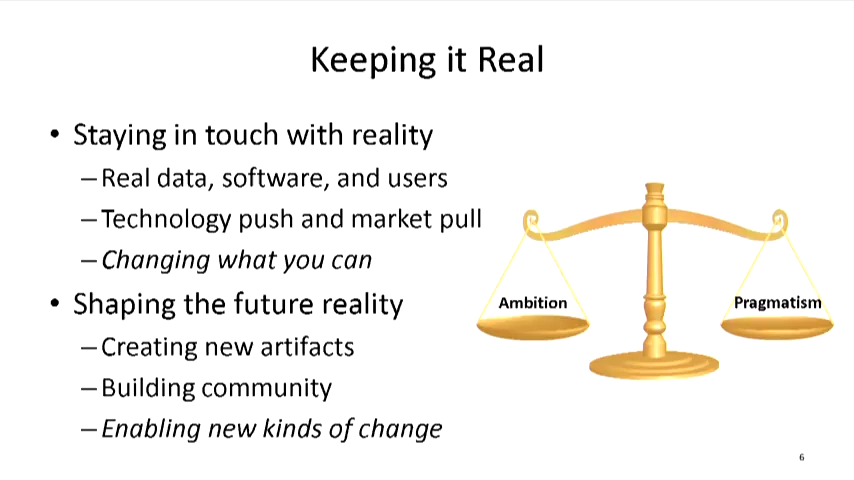 Keeping it Real
• Staying in touch with reality
–Real data, software, and users
–Technology push and market pull
–Changing what you can
• Shaping the future reality
–Creating new artifacts
–Building community
–Enabling new kinds of change
Ambition
Pragmatism
6